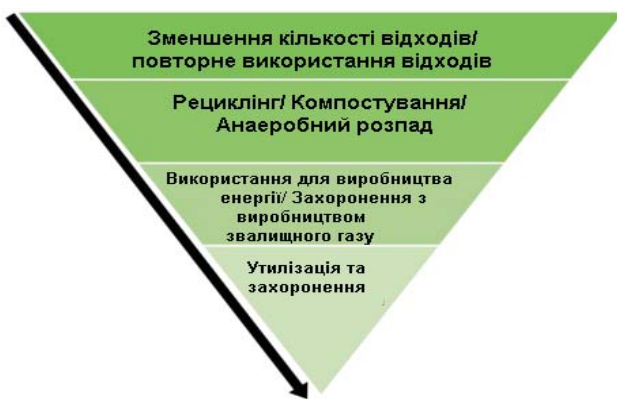 Зменшення кількості відходів/
повторне використання відходів
Рециклінг/ Компостування/
Анаеробний розпад
Використання для виробництва
енергії/ Захоронення з
виробництвом
звалищного газу
Утилізація та
захоронення